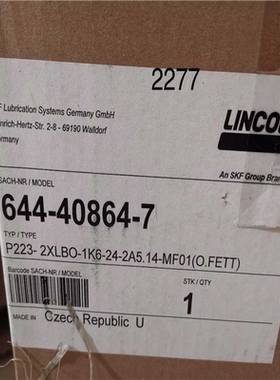 2277
F Lubrication Systems Germany GmbH
inrich-Hertz-Str. 2-8 - 69190 Walldorf
Germany
LINCO
An SKF Group Bran
SACH-NR / MODEL
644-40864-7
TYP / TYPE
P223- 2XLBO-1K6-24-2A5.14-MF01(O.FETT)
Barcode SACH-NR. / MODEL
STK / QTY
1
Made in
Czech Republic U